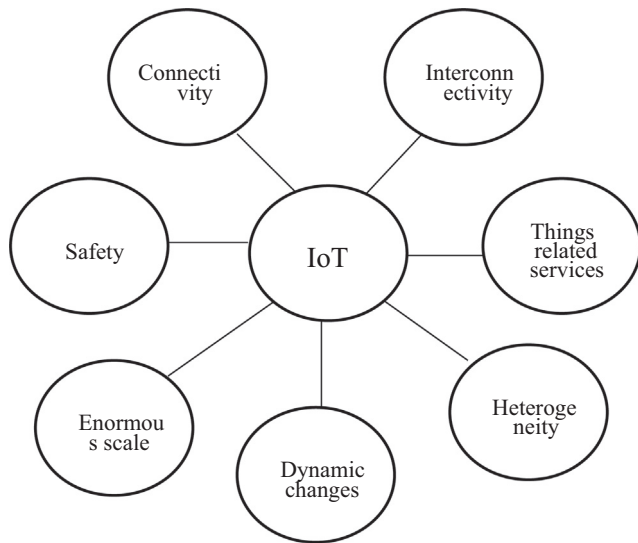 Connecti
vity
Interconn
ectivity
Safety
IoT
Things
related
services
Enormou
s scale
Dynamic
changes
Heteroge
neity